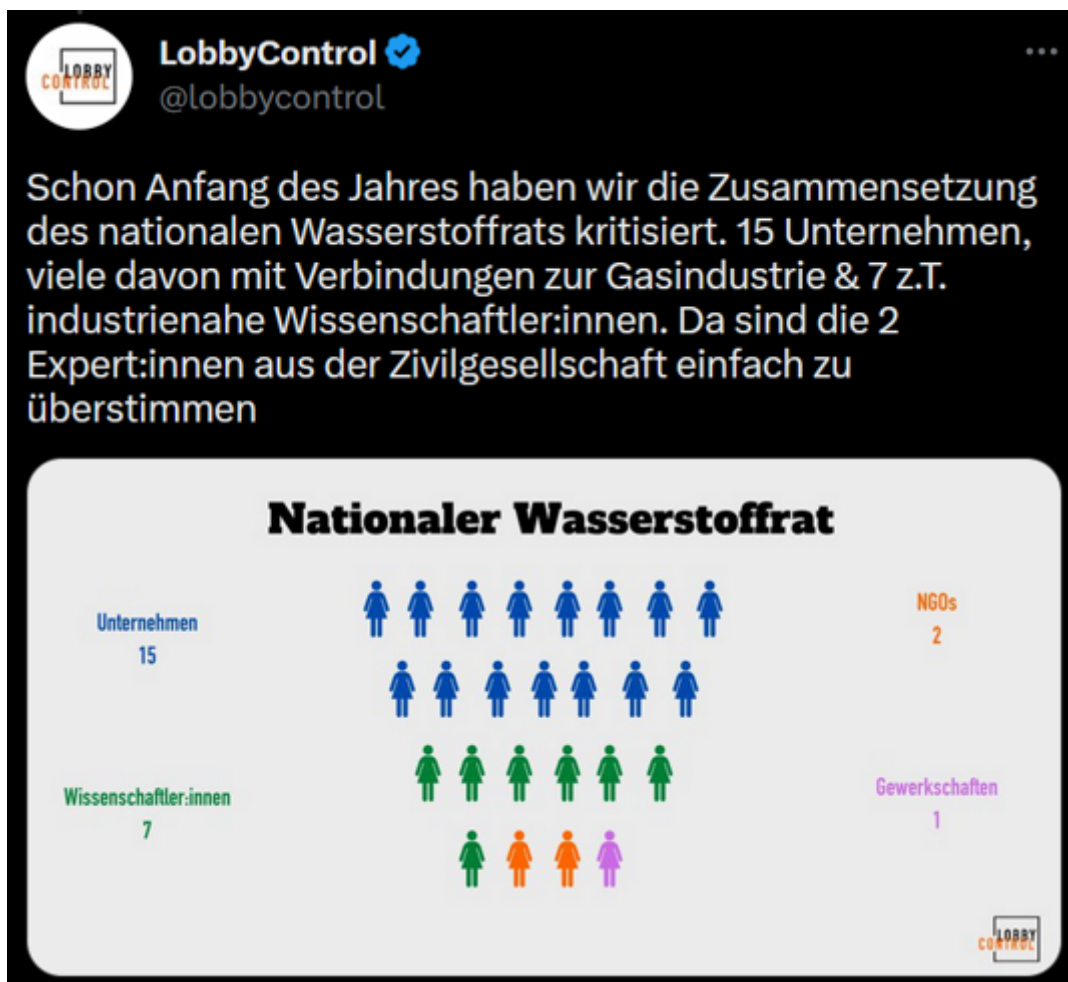 LOBBY
CONTROL
LobbyControl
@lobbycontrol
Schon Anfang des Jahres haben wir die Zusammensetzung
des nationalen Wasserstoffrats kritisiert. 15 Unternehmen,
viele davon mit Verbindungen zur Gasindustrie & 7 z.T.
industrienahe Wissenschaftler:innen. Da sind die 2
Expert:innen aus der Zivilgesellschaft einfach zu
überstimmen
Nationaler Wasserstoffrat
Unternehmen
15
NGOs
2
Wissenschaftler:innen
7
Gewerkschaften
1
LOBBY
CONTROL